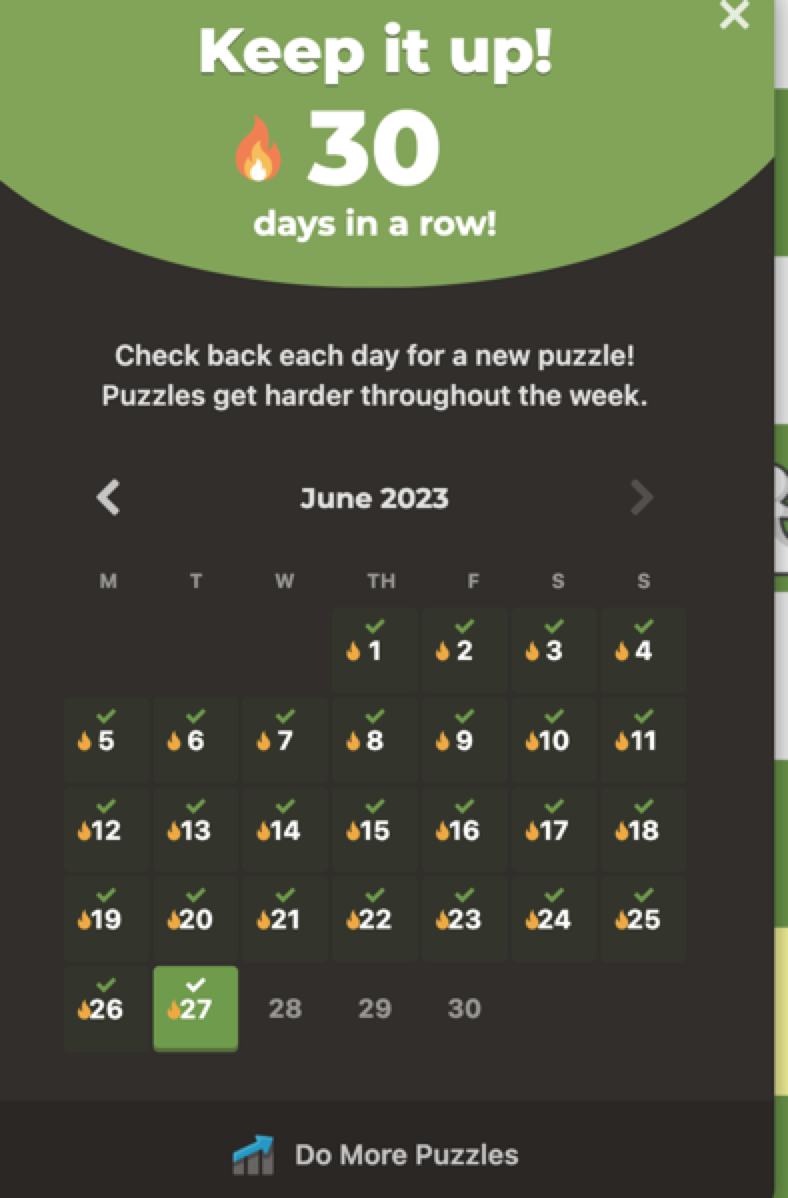 Keep it up!
30
days in a row!
Check back each day for a new puzzle!
Puzzles get harder throughout the week.
June 2023
M T W TH F S S
1 2 3 4
5 6 7 8 9 10 11
12 13 14 15 16 17 18
19 20 21 22 23 24 25
26 27 28 29 30
Do More Puzzles